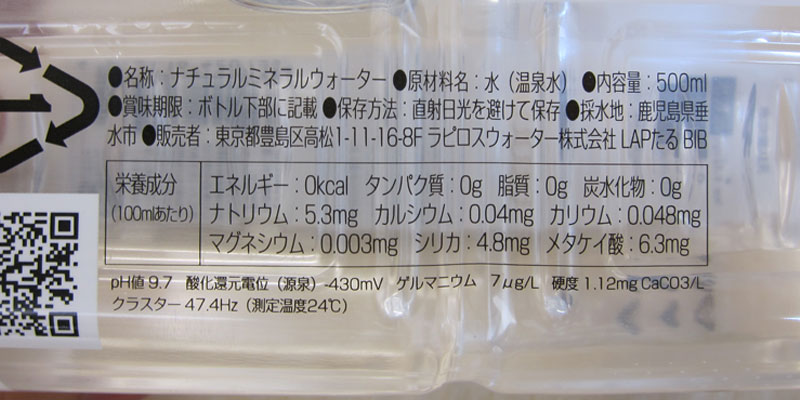 ●名称：ナチュラルミネラルウォーター ●原材料名：水（温泉水） ●内容量：500ml
●賞味期限：ボトル下部に記載 ●保存方法：直射日光を避けて保存 ●採水地：鹿児島県垂
水市 ●販売者：東京都豊島区高松1-11-16-8F ラピロスウォーター株式会社 LAPたる BIB
栄養成分 エネルギー：0kcal タンパク質：0g 脂質：0g 炭水化物：0g
(100mlあたり) ナトリウム：5.3mg カルシウム：0.04mg カリウム：0.048mg
マグネシウム：0.003mg シリカ：4.8mg メタケイ酸：6.3mg
pH値 9.7 酸化還元電位（源泉）-430mV ゲルマニウム 7μg/L 硬度 1.12mg CaCO3/L
クラスター 47.4Hz（測定温度24℃）